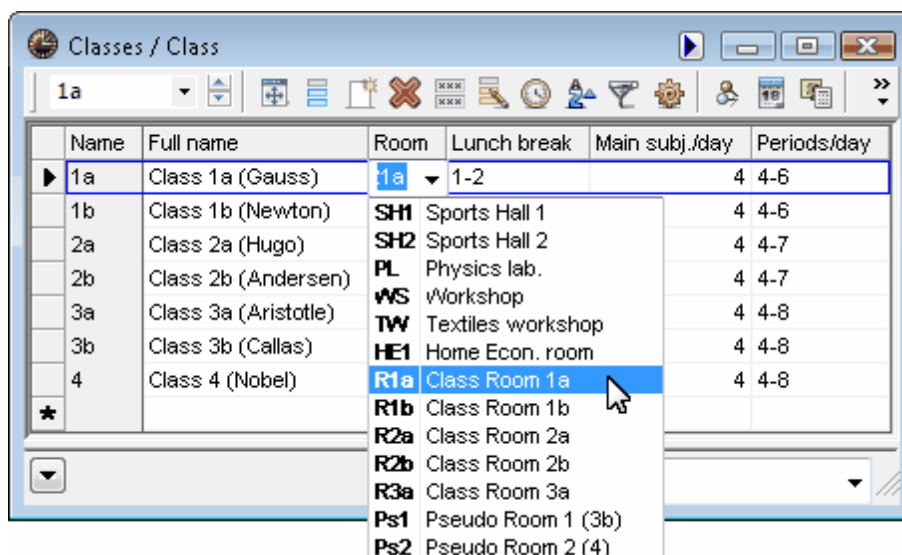 Classes / Class
1a
Name Full name Room Lunch break Main subj./day Periods/day
1a Class 1a (Gauss) 1a 1-2 4 4-6
1b Class 1b (Newton) SH1 Sports Hall 1 4 4-6
2a Class 2a (Hugo) SH2 Sports Hall 2 4 4-7
2b Class 2b (Andersen) PL Physics lab. 4 4-7
WS Workshop
3a Class 3a (Aristotle) TW Textiles workshop 4 4-8
3b Class 3b (Callas) HE1 Home Econ. room 4 4-8
4 Class 4 (Nobel) R1a Class Room 1a 4 4-8
R1b Class Room 1b
R2a Class Room 2a
R2b Class Room 2b
R3a Class Room 3a
Ps1 Pseudo Room 1 (3b)
Ps2 Pseudo Room 2 (4)